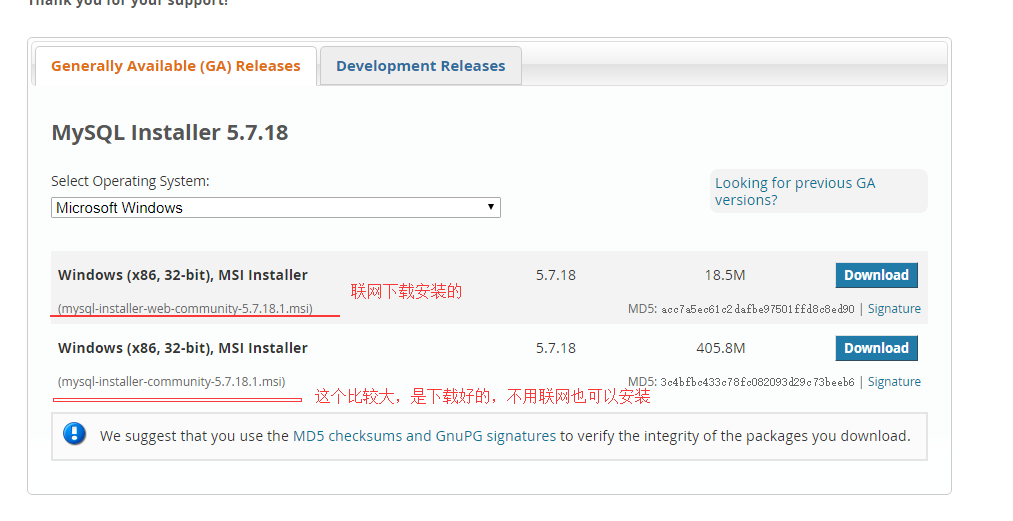 Thank you for your support!
Generally Available (GA) Releases
Development Releases
MySQL Installer 5.7.18
Select Operating System:
Looking for previous GA
versions?
Microsoft Windows
Windows (x86, 32-bit), MSI Installer
5.7.18
18.5M
Download
联网下载安装的
(mysql-installer-web-community-5.7.18.1.msi)
MD5: acc7a5ec61c2dafbe97501ffd8c8ed90 | Signature
Windows (x86, 32-bit), MSI Installer
5.7.18
405.8M
Download
(mysql-installer-community-5.7.18.1.msi)
MD5: 3c4bfbc433c78fc082093d29c73beeb6 | Signature
这个比较大，是下载好的，不用联网也可以安装
We suggest that you use the MD5 checksums and GnuPG signatures to verify the integrity of the packages you download.